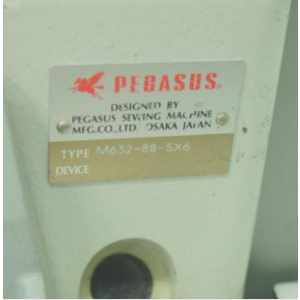 PEGASUS.
DESIGNED BY
PEGASUS SEWING MACHINE
MFG.CO.,LTD. OSAKA JAPAN
TYPE M632-88-5X6
DEVICE